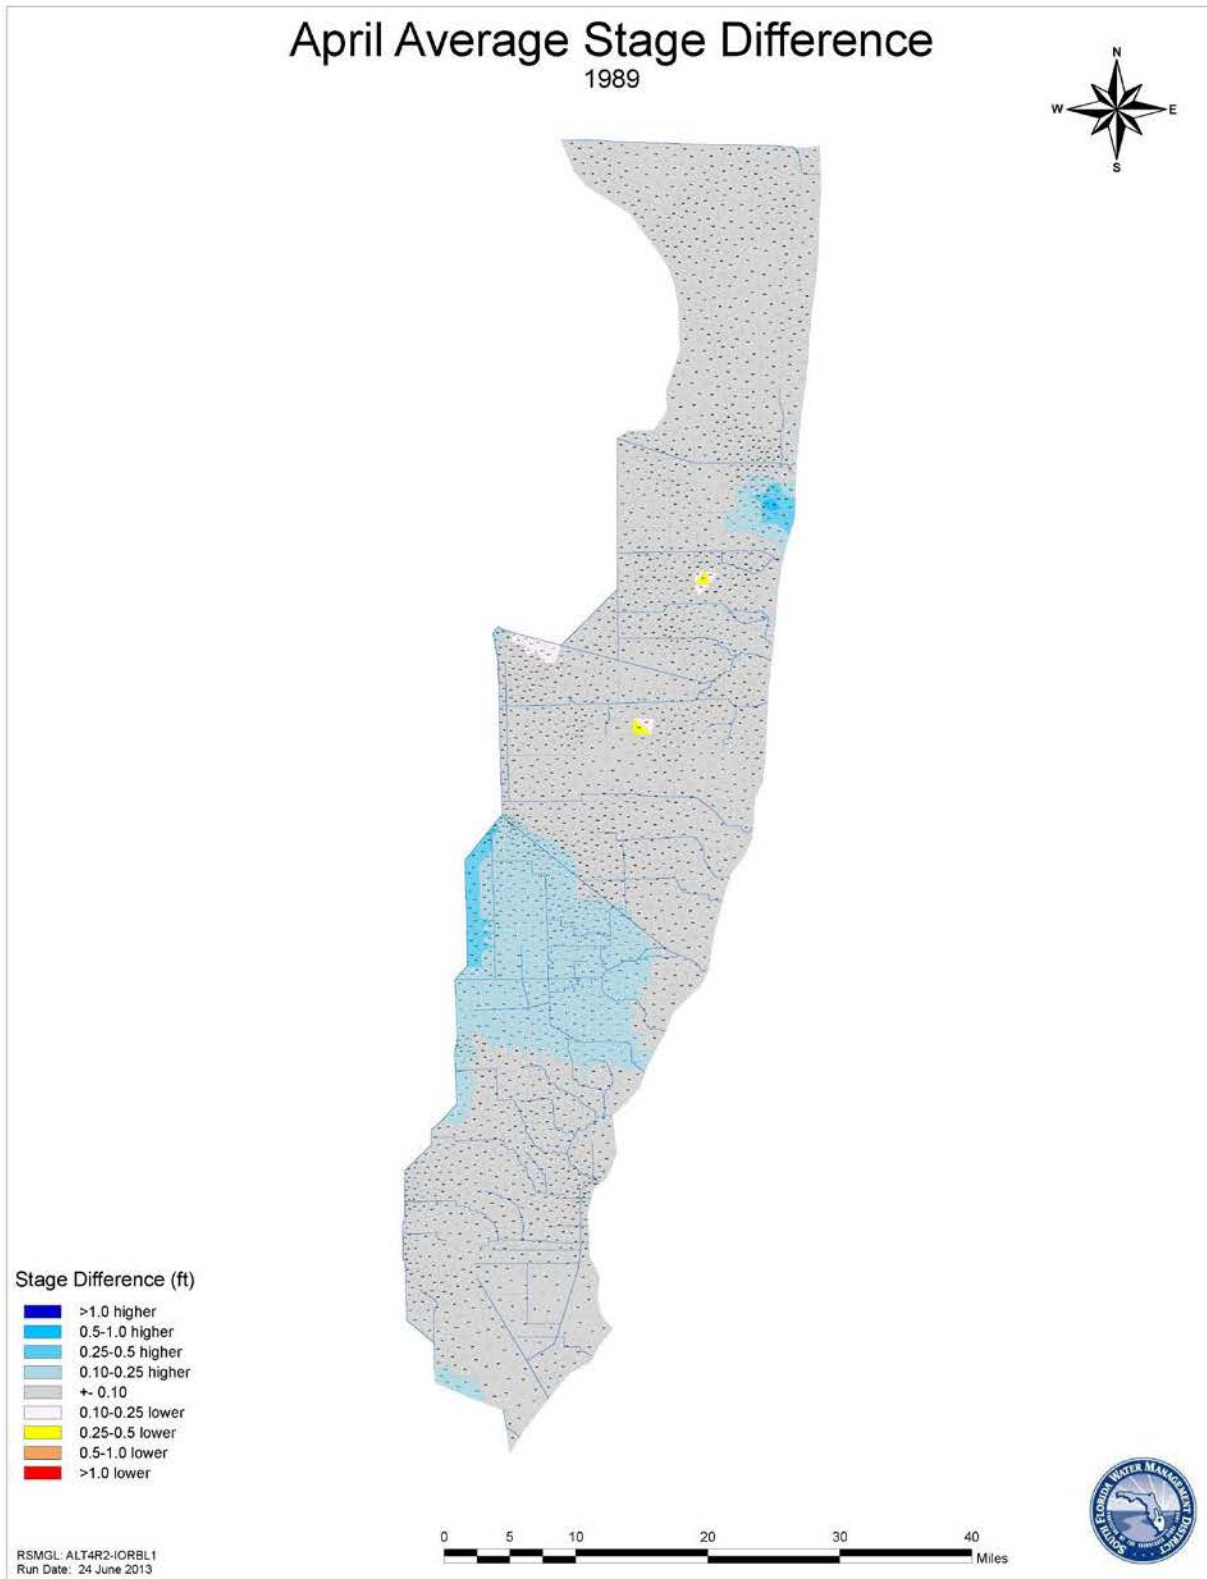 April Average Stage Difference
1989
N
W
E
S
Stage Difference (ft)
>1.0 higher
0.5-1.0 higher
0.25-0.5 higher
0.10-0.25 higher
+- 0.10
0.10-0.25 lower
0.25-0.5 lower
0.5-1.0 lower
>1.0 lower
RSMGL: ALT4R2-IORBL1
Run Date: 24 June 2013
0 5 10 20 30 40
Miles
SOUTH FLORIDA WATER MANAGEMENT DISTRICT